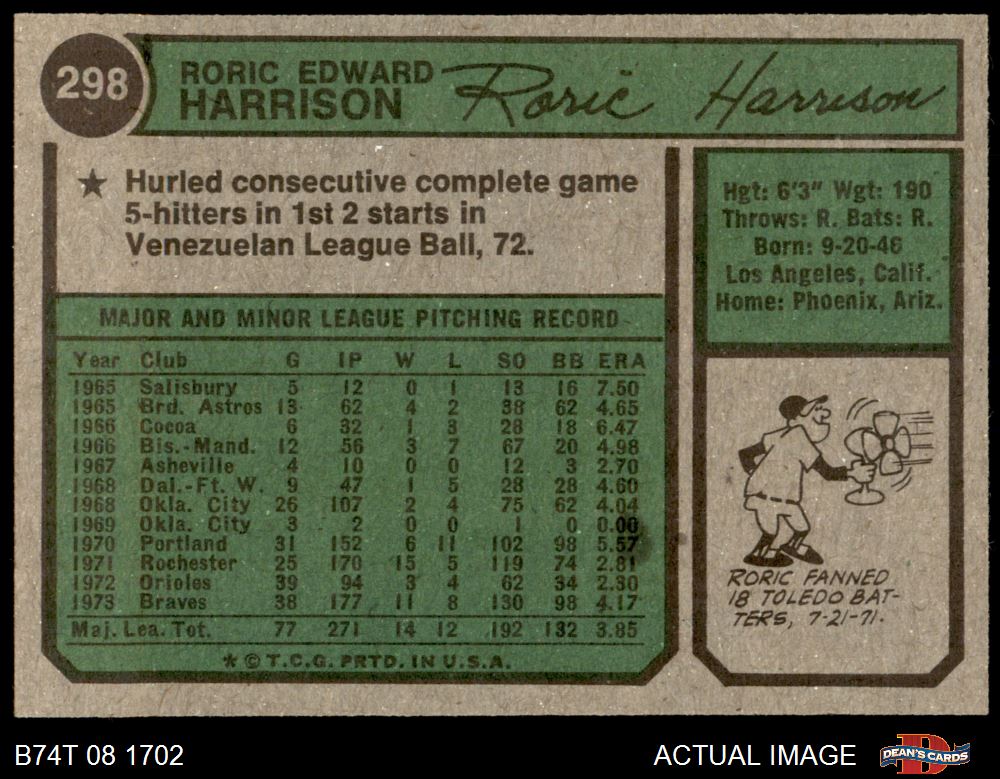 298
RORIC EDWARD
HARRISON
Roric Harrison
★ Hurled consecutive complete game
5-hitters in 1st 2 starts in
Venezuelan League Ball, 72.
Hgt: 6'3" Wgt: 190
Throws: R. Bats: R.
Born: 9-20-46
Los Angeles, Calif.
Home: Phoenix, Ariz.
MAJOR AND MINOR LEAGUE PITCHING RECORD
Year Club G IP W L SO BB ERA
1965 Salisbury 5 12 0 1 13 16 7.50
1965 Brd. Astros 13 62 4 2 38 62 4.65
1966 Cocoa 6 32 1 3 28 18 6.47
1966 Bis.-Mand. 12 56 3 7 67 20 4.98
1967 Asheville 4 10 0 0 12 3 2.70
1968 Dal.-Ft. W. 9 47 1 5 28 28 4.60
1968 Okla. City 26 107 2 4 75 62 4.04
1969 Okla. City 3 2 0 0 1 0 0.00
1970 Portland 31 152 6 11 102 98 5.57
1971 Rochester 25 170 15 5 119 74 2.81
1972 Orioles 39 94 3 4 62 34 2.30
1973 Braves 38 177 11 8 130 98 4.17
Maj. Lea. Tot. 77 271 14 12 192 132 3.85
* © T.C.G. PRTD. IN U.S.A.
RORIC FANNED
18 TOLEDO BAT-
TERS, 7-21-71.
B74T 08 1702
ACTUAL IMAGE
DEAN'S CARDS